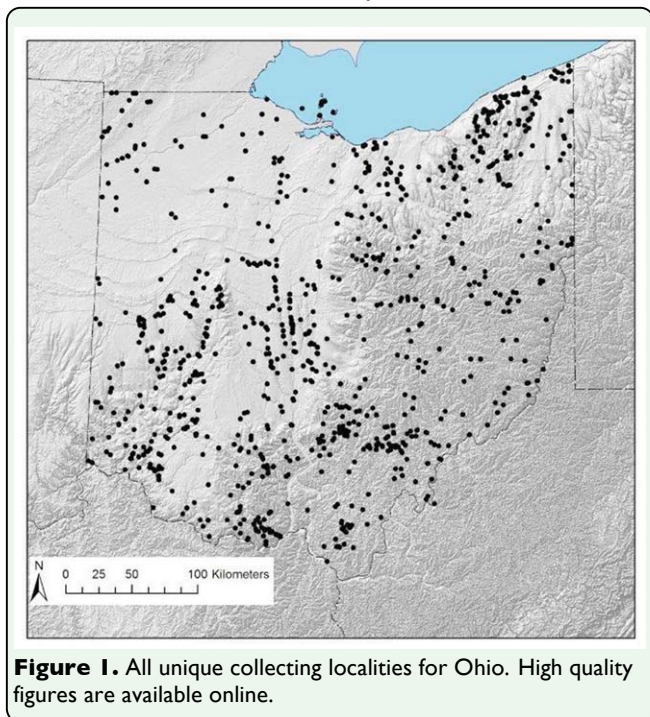 N
0 25 50 100 Kilometers
Figure 1. All unique collecting localities for Ohio. High quality
figures are available online.